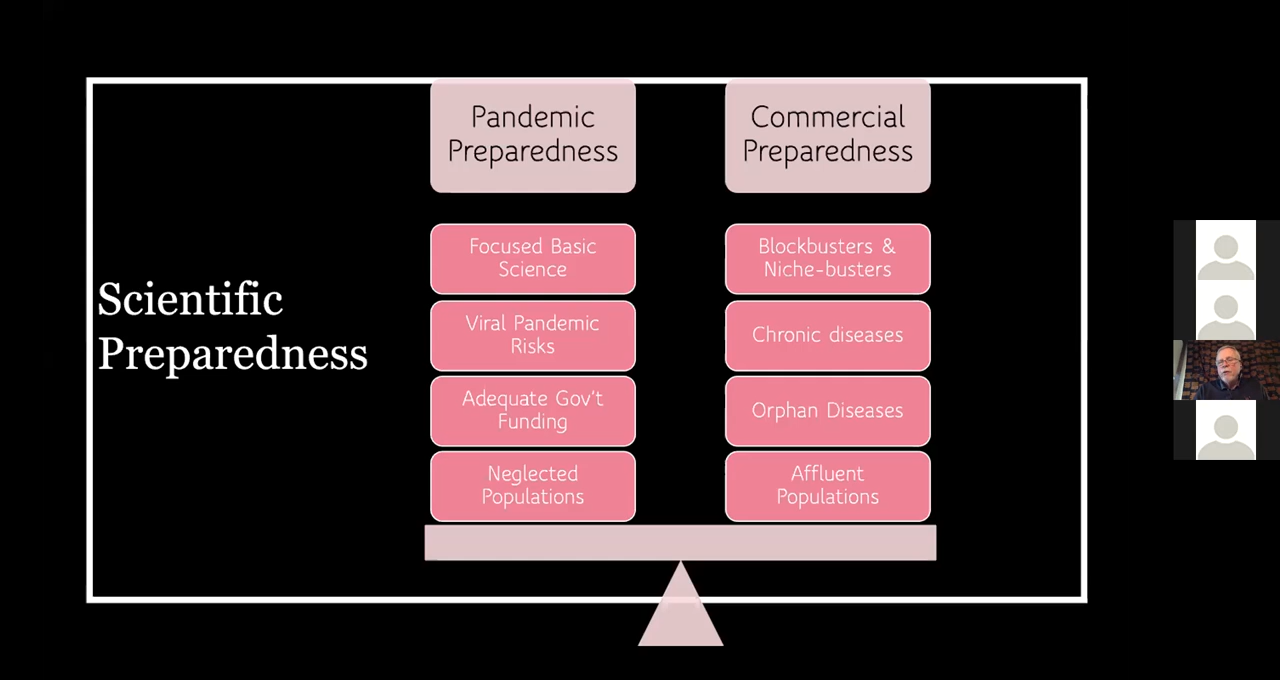 Scientific
Preparedness
Pandemic
Preparedness
Focused Basic
Science
Viral Pandemic
Risks
Adequate Gov't
Funding
Neglected
Populations
Commercial
Preparedness
Blockbusters &
Niche-busters
Chronic diseases
Orphan Diseases
Affluent
Populations